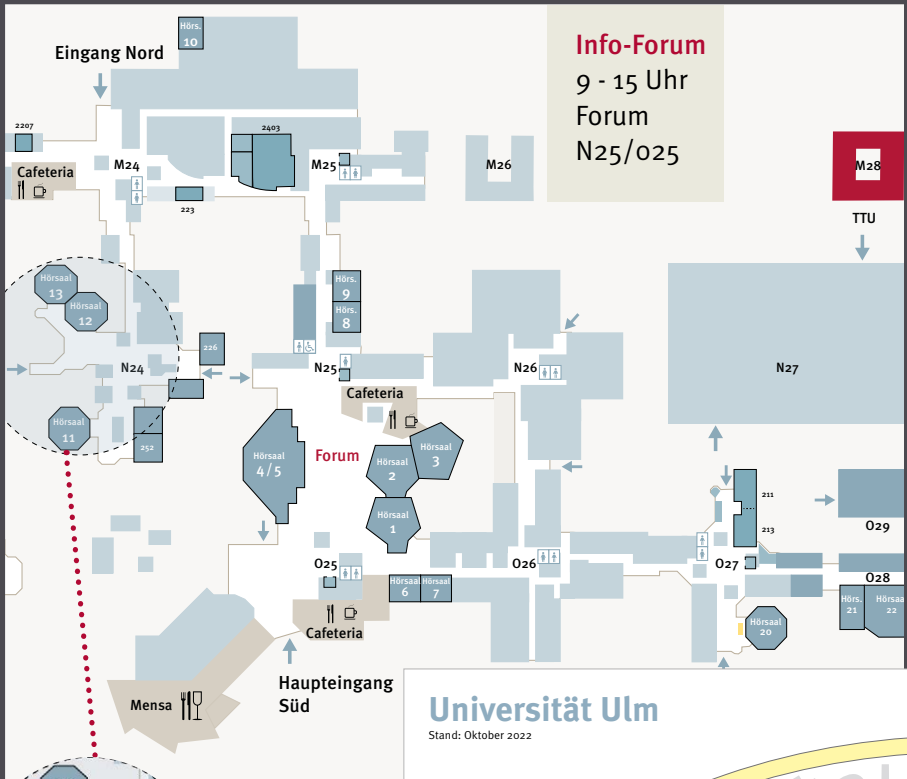 Hörs.
10
Eingang Nord
Info-Forum
9 - 15 Uhr
Forum
N25/025
2207
2403
M24
M25
M26
M28
Cafeteria
223
TTU
Hörsaal
13
Hörsaal
12
Hörs.
9
Hörs.
8
226
N24
N25
N26
N27
Cafeteria
Hörsaal
11
252
Hörsaal
4/5
Forum
Hörsaal
2
Hörsaal
3
Hörsaal
1
211
213
O29
O25
O26
O27
O28
Hörsaal
6
Hörsaal
7
Hörs.
21
Hörsaa
22
Cafeteria
Hörsaal
20
Haupteingang
Süd
Mensa
Universität Ulm
Stand: Oktober 2022